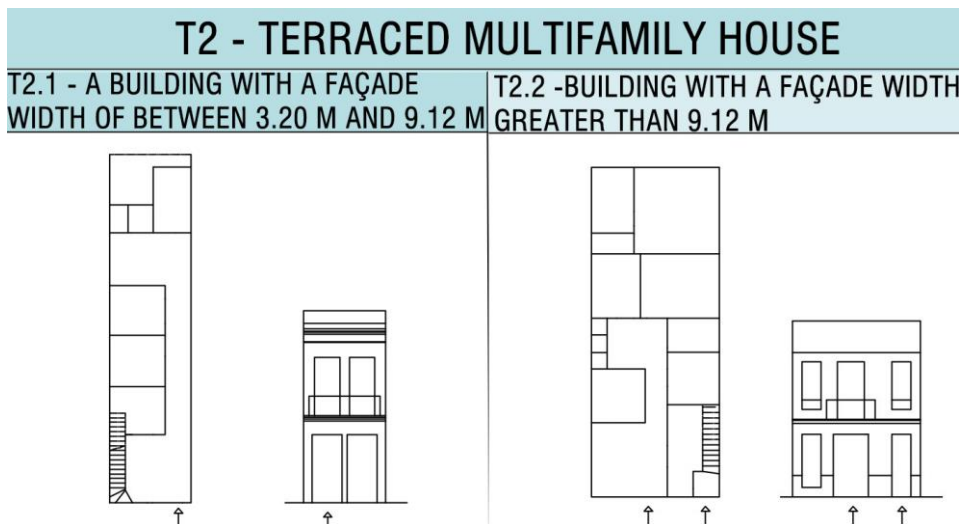 T2 - TERRACED MULTIFAMILY HOUSE
T2.1 - A BUILDING WITH A FAÇADE
WIDTH OF BETWEEN 3.20 M AND 9.12 M
T2.2 -BUILDING WITH A FAÇADE WIDTH
GREATER THAN 9.12 M